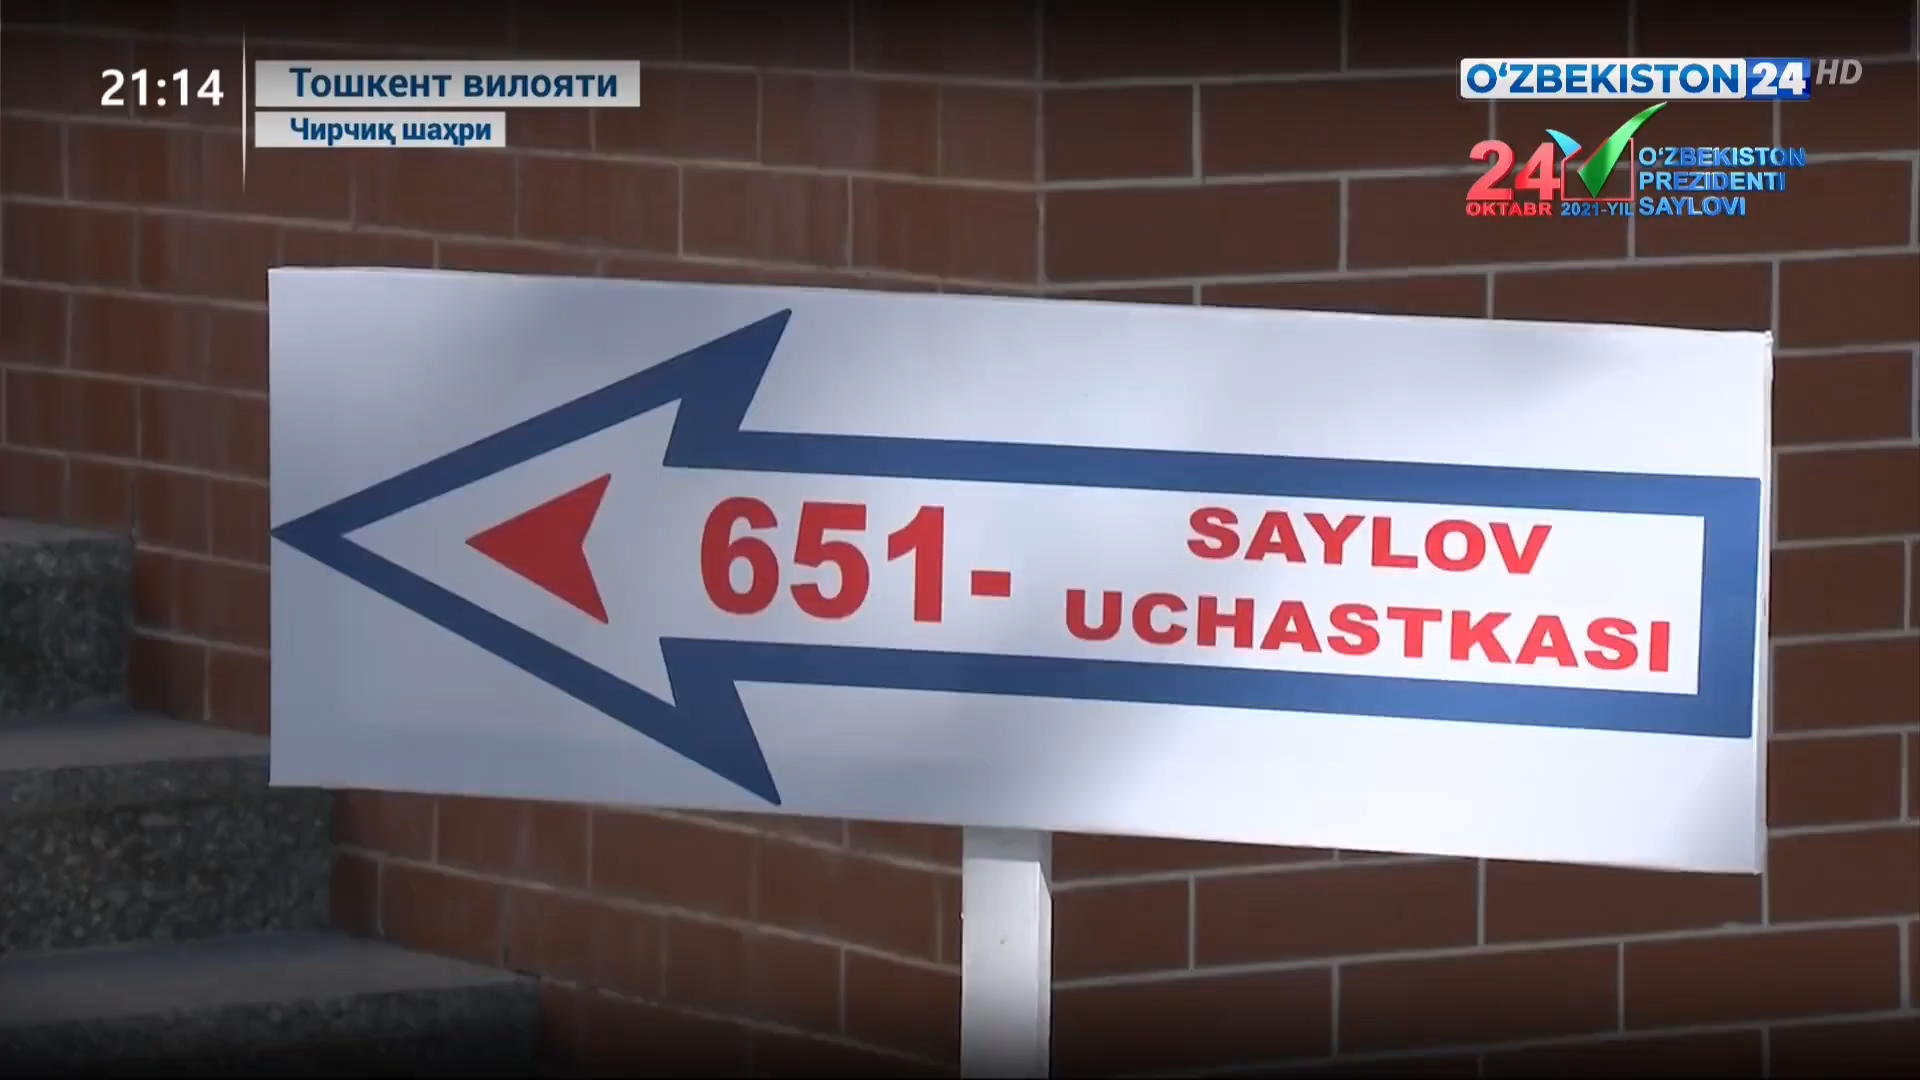 21:14
Тошкент вилояти
Чирчиқ шаҳри
O‘ZBEKISTON 24 HD
24
OKTABR 2021-YIL
O‘ZBEKISTON
PREZIDENTI
SAYLOVI
651- SAYLOV
UCHASTKASI